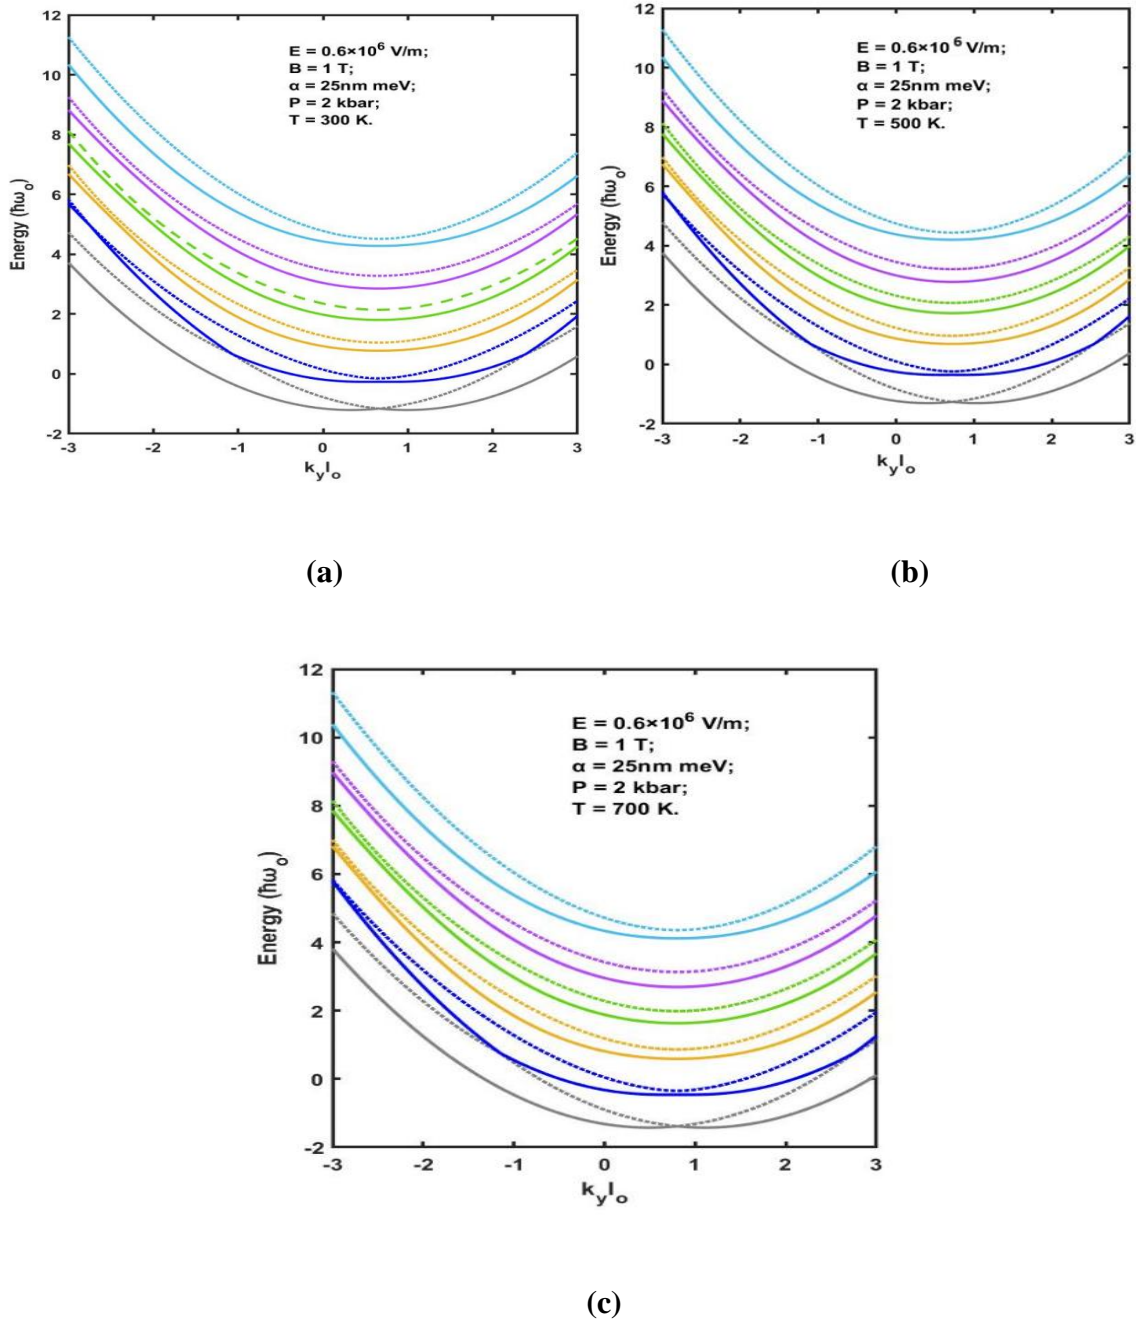 12
10
8
6
4
2
0
-2
Energy (ħω₀)
E = 0.6×10⁶ V/m;
B = 1 T;
α = 25nm meV;
P = 2 kbar;
T = 300 K.
-3 -2 -1 0 1 2 3
kyl₀
(a)
12
10
8
6
4
2
0
-2
Energy (ħω₀)
E = 0.6×10⁶ V/m;
B = 1 T;
α = 25nm meV;
P = 2 kbar;
T = 500 K.
-3 -2 -1 0 1 2 3
kyl₀
(b)
12
10
8
6
4
2
0
-2
Energy (ħω₀)
E = 0.6×10⁶ V/m;
B = 1 T;
α = 25nm meV;
P = 2 kbar;
T = 700 K.
-3 -2 -1 0 1 2 3
kyl₀
(c)